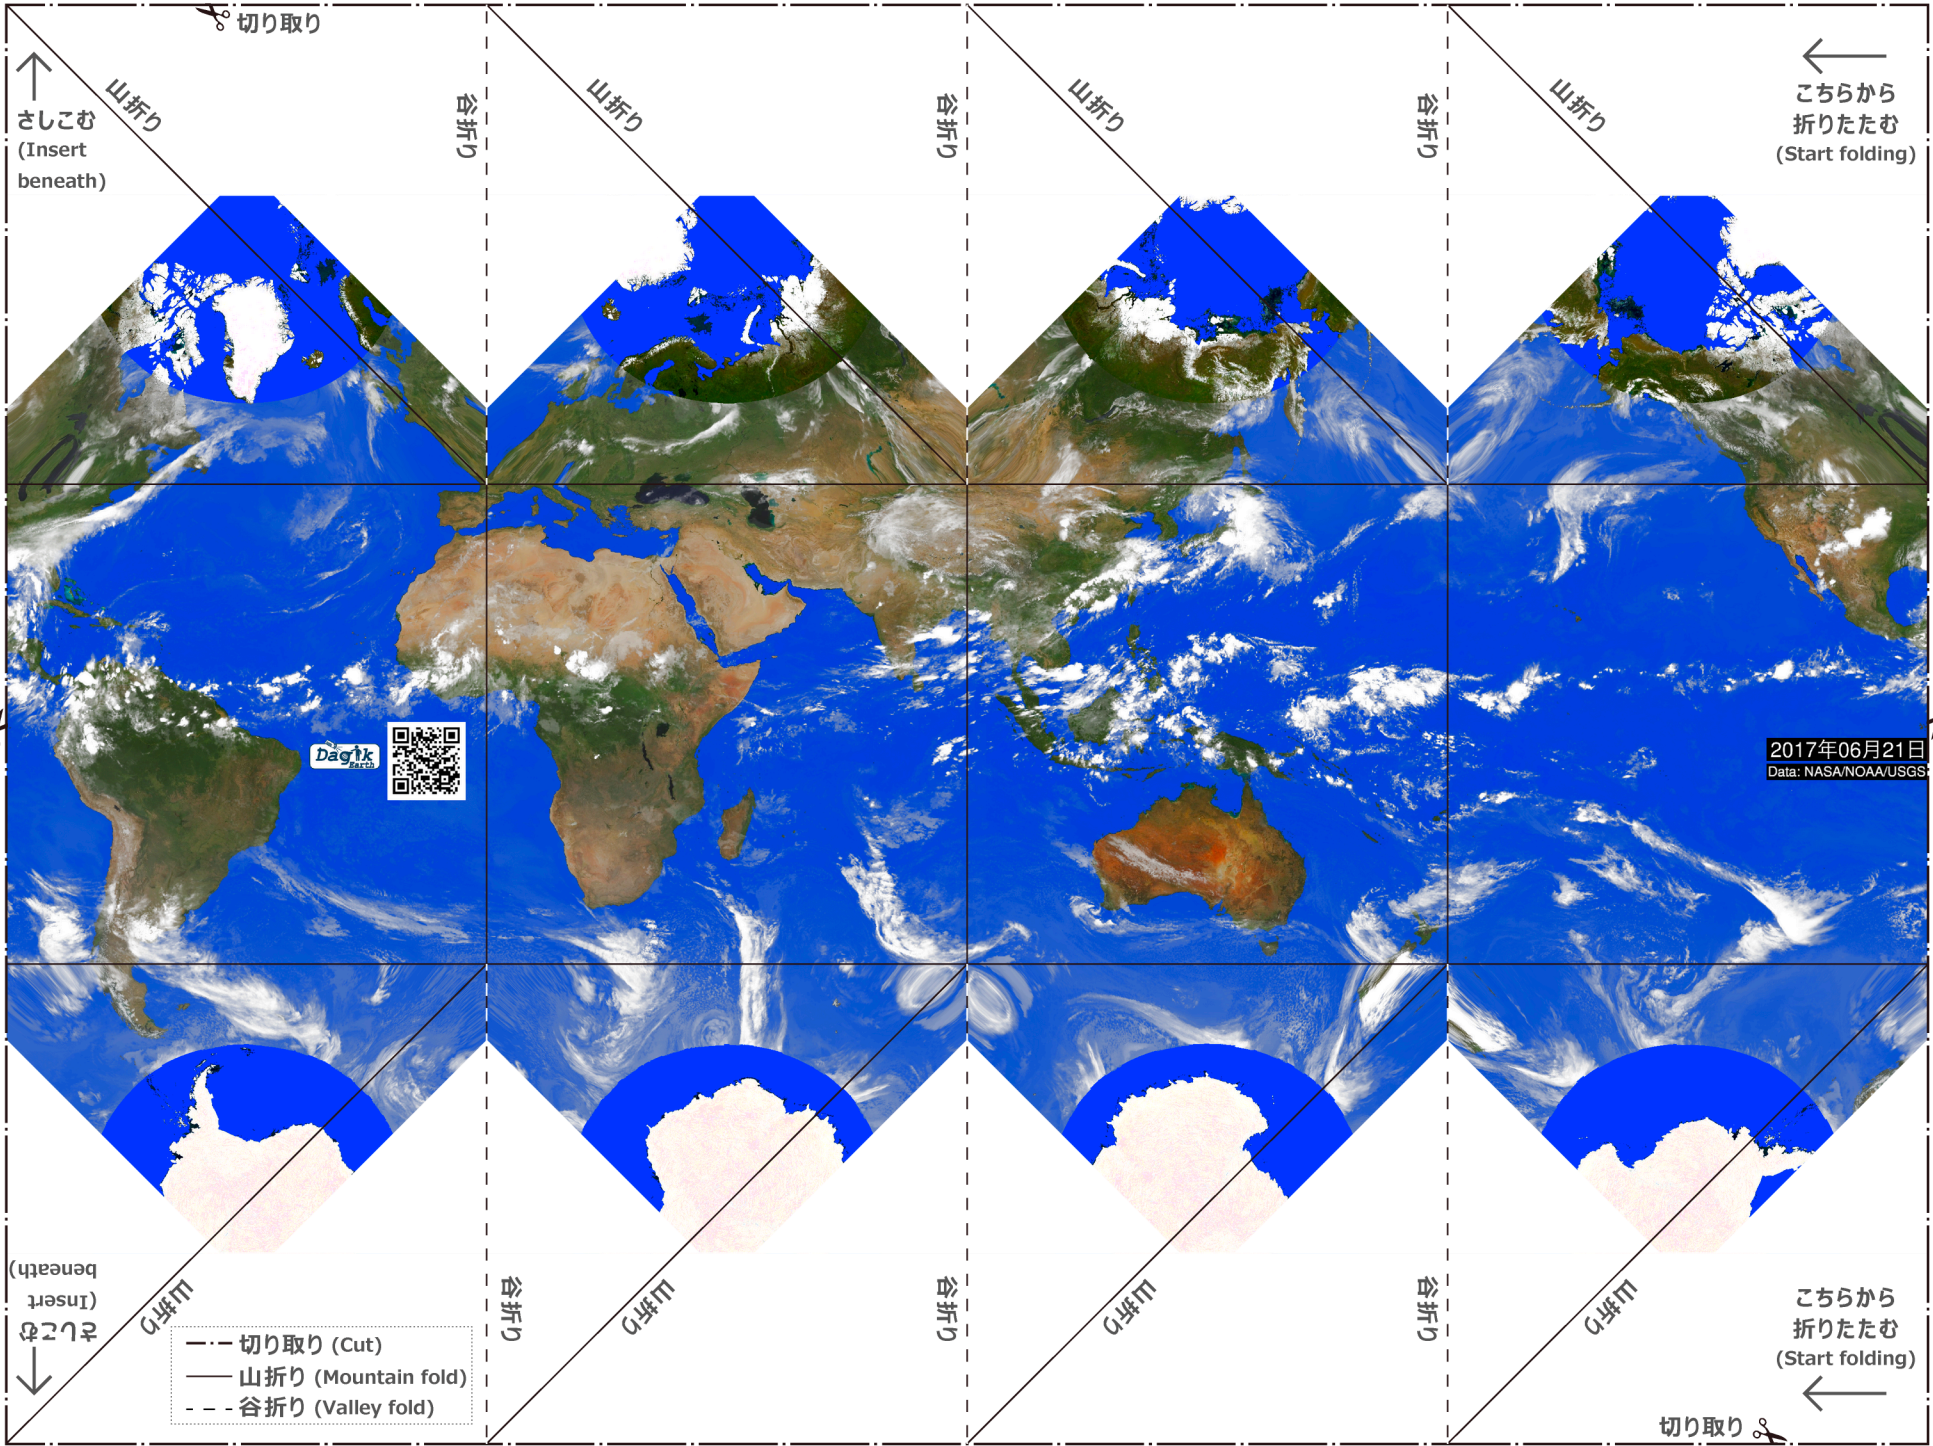 切り取り
山折り
谷折り
山折り
谷折り
山折り
谷折り
山折り
さしこむ
(Insert
beneath)
こちらから
折りたたむ
(Start folding)
Dagik
Earth
2017年06月21日
Data: NASA/NOAA/USGS
さしこむ
(Insert
beneath)
山折り
谷折り
山折り
谷折り
山折り
谷折り
山折り
切り取り (Cut)
山折り (Mountain fold)
谷折り (Valley fold)
こちらから
折りたたむ
(Start folding)
切り取り